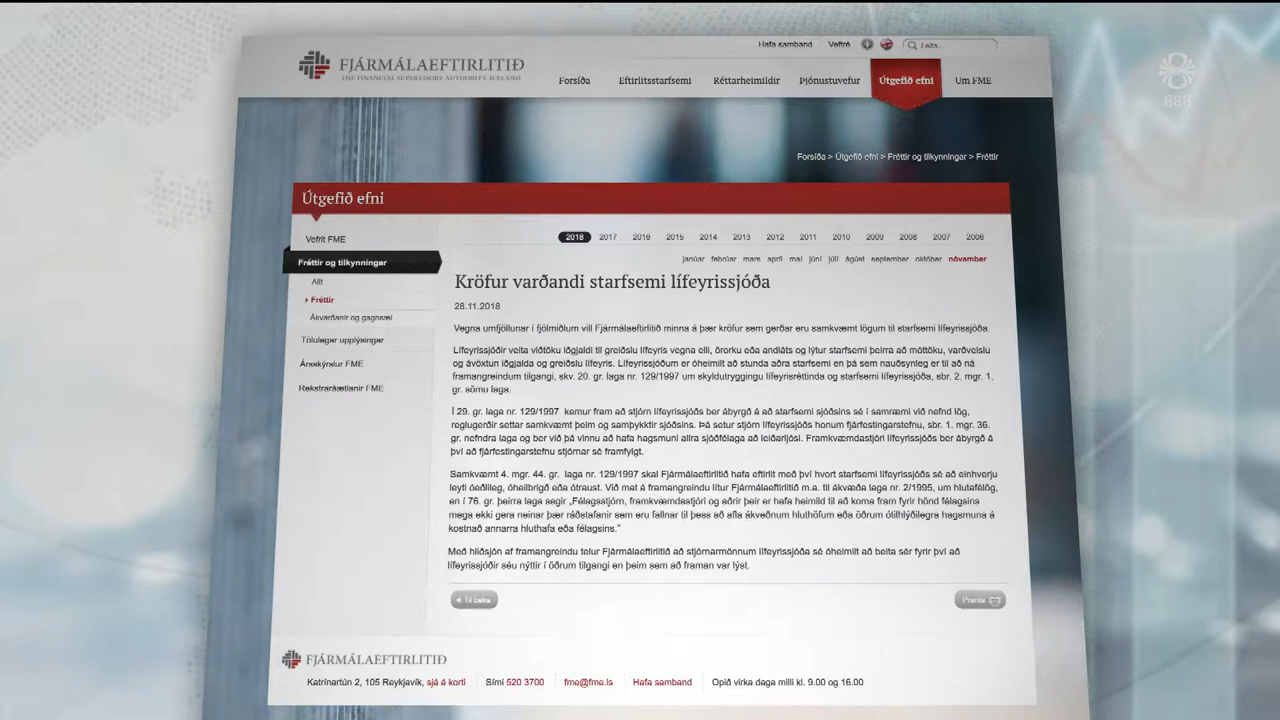 Hafa samband Veftré Leita...
FJÁRMÁLAEFTIRLITIÐ
THE FINANCIAL SUPERVISORY AUTHORITY, ICELAND
Forsíða Eftirlitsstarfsemi Réttarheimildir Þjónustuvefur Útgefið efni Um FME
888
Forsíða > Útgefið efni > Fréttir og tilkynningar > Fréttir
Útgefið efni
Vefrit FME
Fréttir og tilkynningar
Allt
Fréttir
Ákvarðanir og gagnsæi
Tölulegar upplýsingar
Ársskýrslur FME
Rekstraráætlanir FME
2018 2017 2016 2015 2014 2013 2012 2011 2010 2009 2008 2007 2006
janúar febrúar mars apríl maí júní júlí ágúst september október nóvember
Kröfur varðandi starfsemi lífeyrissjóða
28.11.2018
Vegna umfjöllunar í fjölmiðlum vill Fjármálaeftirlitið minna á þær kröfur sem gerðar eru samkvæmt lögum til starfsemi lífeyrissjóða.
Lífeyrissjóðir veita viðtöku iðgjaldi til greiðslu lífeyris vegna elli, örorku eða andláts og lýtur starfsemi þeirra að móttöku, varðveislu
og ávöxtun iðgjalda og greiðslu lífeyris. Lífeyrissjóðum er óheimilt að stunda aðra starfsemi en þá sem nauðsynleg er til að ná
framangreindum tilgangi, skv. 20. gr. laga nr. 129/1997 um skyldutryggingu lífeyrisréttinda og starfsemi lífeyrissjóða, sbr. 2. mgr. 1.
gr. sömu laga.
Í 29. gr. laga nr. 129/1997 kemur fram að stjórn lífeyrissjóðs ber ábyrgð á að starfsemi sjóðsins sé í samræmi við nefnd lög,
reglugerðir settar samkvæmt þeim og samþykktir sjóðsins. Þá setur stjórn lífeyrissjóðs honum fjárfestingarstefnu, sbr. 1. mgr. 36.
gr. nefndra laga og ber við þá vinnu að hafa hagsmuni allra sjóðfélaga að leiðarljósi. Framkvæmdastjóri lífeyrissjóðs ber ábyrgð á
því að fjárfestingarstefnu stjórnar sé framfylgt.
Samkvæmt 4. mgr. 44. gr. laga nr. 129/1997 skal Fjármálaeftirlitið hafa eftirlit með því hvort starfsemi lífeyrissjóðs sé að einhverju
leyti óeðlileg, óheilbrigð eða ótraust. Við mat á framangreindu lítur Fjármálaeftirlitið m.a. til ákvæða laga nr. 2/1995, um hlutafélög,
en í 76. gr. þeirra laga segir „Félagastjórn, framkvæmdastjóri og aðrir þeir er hafa heimild til að koma fram fyrir hönd félagsins
mega ekki gera neinar þær ráðstafanir sem eru fallnar til þess að afla ákveðnum hluthöfum eða öðrum ótilhlýðilegra hagsmuna á
kostnað annarra hluthafa eða félagsins."
Með hliðsjón af framangreindu telur Fjármálaeftirlitið að stjórnarmönnum lífeyrissjóða sé óheimilt að beita sér fyrir því að
lífeyrissjóðir séu nýttir í öðrum tilgangi en þeim sem að framan var lýst.
Til baka Prenta
FJÁRMÁLAEFTIRLITIÐ
Katrínartún 2, 105 Reykjavík, sjá á korti Sími 520 3700 fme@fme.is Hafa samband Opið virka daga milli kl. 9.00 og 16.00